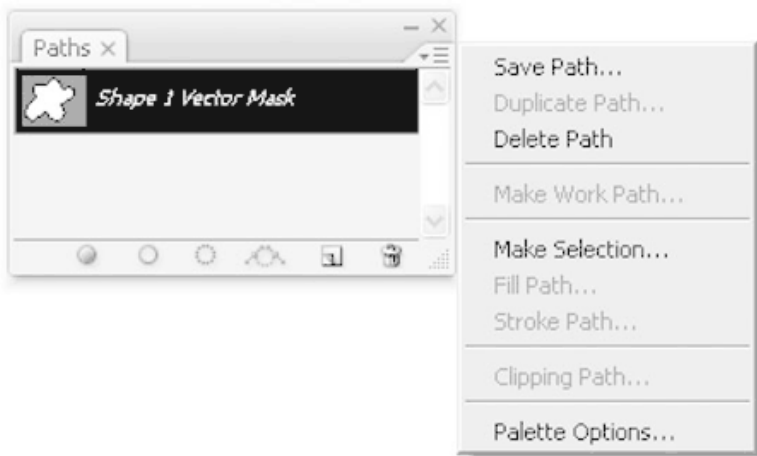 Paths
Shape 1 Vector Mask
Save Path...
Duplicate Path...
Delete Path
Make Work Path...
Make Selection...
Fill Path...
Stroke Path...
Clipping Path...
Palette Options...